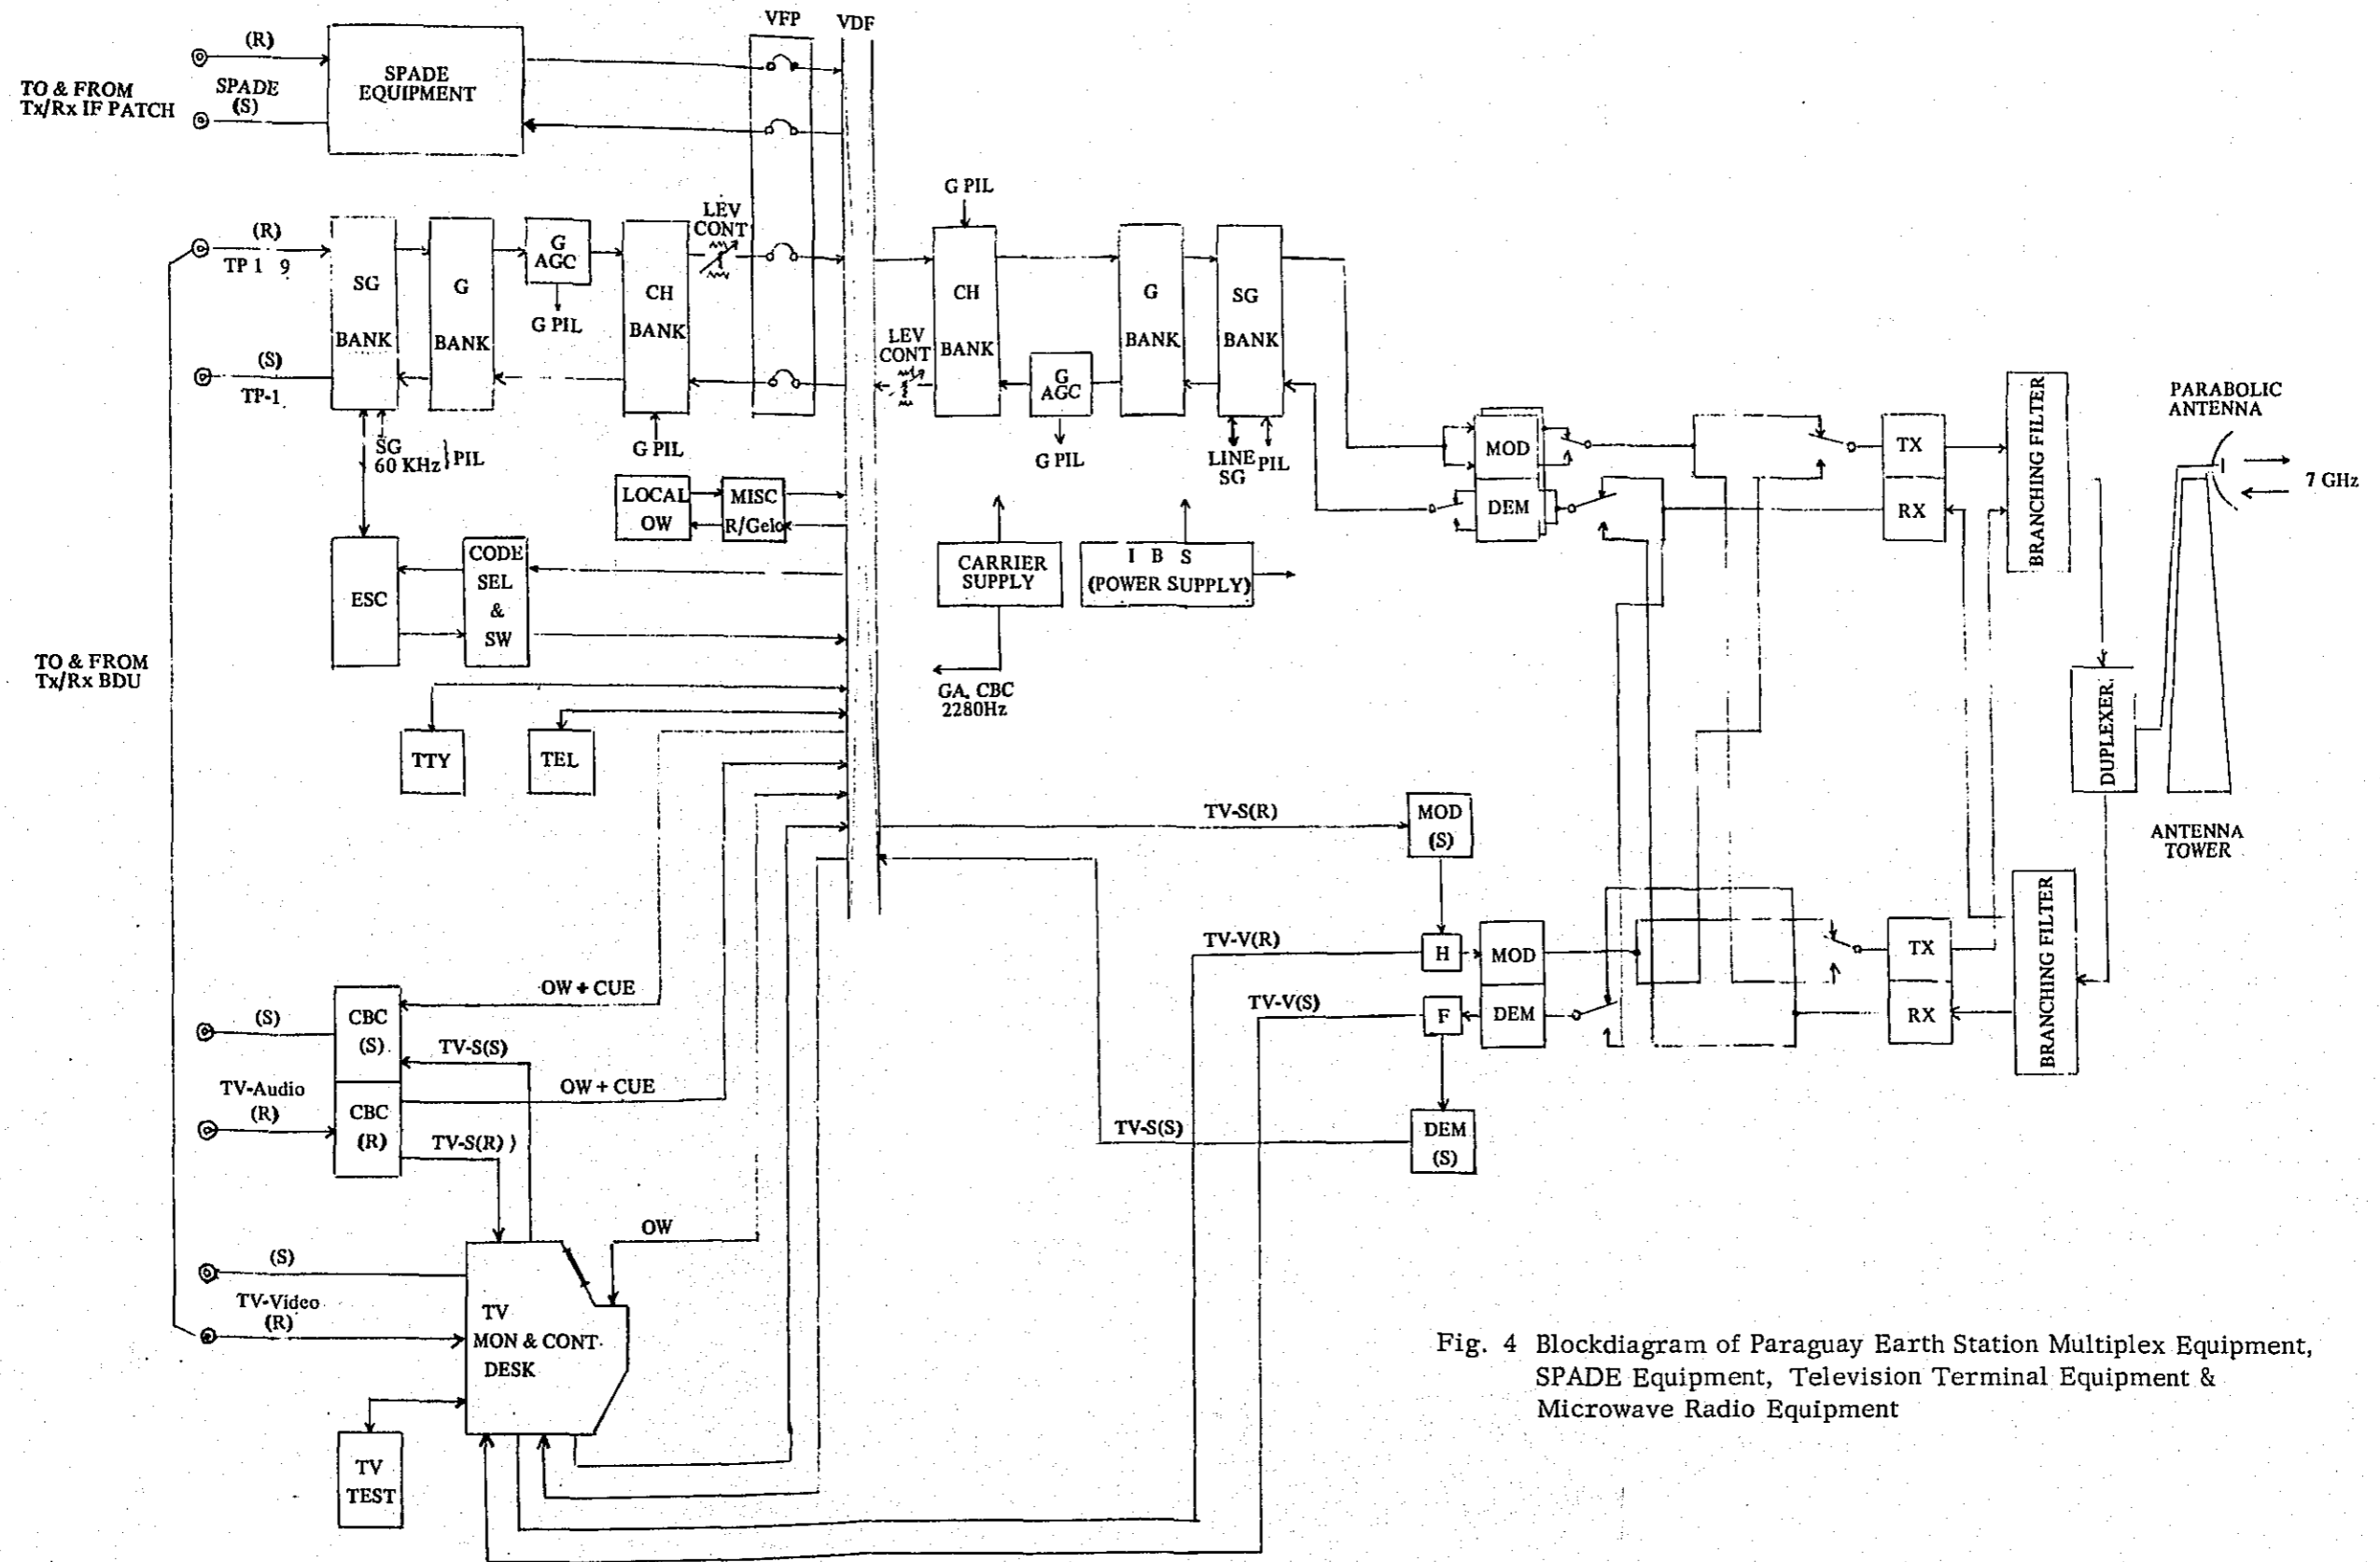 VFP
VDF
(R)
SPADE
(S)
TO & FROM
Tx/Rx IF PATCH
SPADE
EQUIPMENT
(R)
TP 1 9
(S)
TP-1
SG
BANK
G
BANK
G
AGC
G PIL
CH
BANK
LEV
CONT
G PIL
SG
60 KHz } PIL
G PIL
CH
BANK
LEV
CONT
G
AGC
G PIL
G
BANK
SG
BANK
LINE PIL
SG
LOCAL
OW
MISC
R/Gelo
CARRIER
SUPPLY
GA, CBC
2280Hz
I B S
(POWER SUPPLY)
MOD
DEM
TX
RX
BRANCHING FILTER
PARABOLIC
ANTENNA
7 GHz
DUPLEXER
ANTENNA
TOWER
ESC
CODE
SEL
&
SW
TO & FROM
Tx/Rx BDU
TTY
TEL
TV-S(R)
MOD
(S)
TV-V(R)
H
MOD
TV-V(S)
F
DEM
TV-S(S)
DEM
(S)
TX
RX
BRANCHING FILTER
OW + CUE
(S)
CBC
(S)
TV-S(S)
TV-Audio
(R)
CBC
(R)
OW + CUE
TV-S(R) )
OW
(S)
TV-Video
(R)
TV
MON & CONT
DESK
TV
TEST
Fig. 4 Blockdiagram of Paraguay Earth Station Multiplex Equipment,
SPADE Equipment, Television Terminal Equipment &
Microwave Radio Equipment